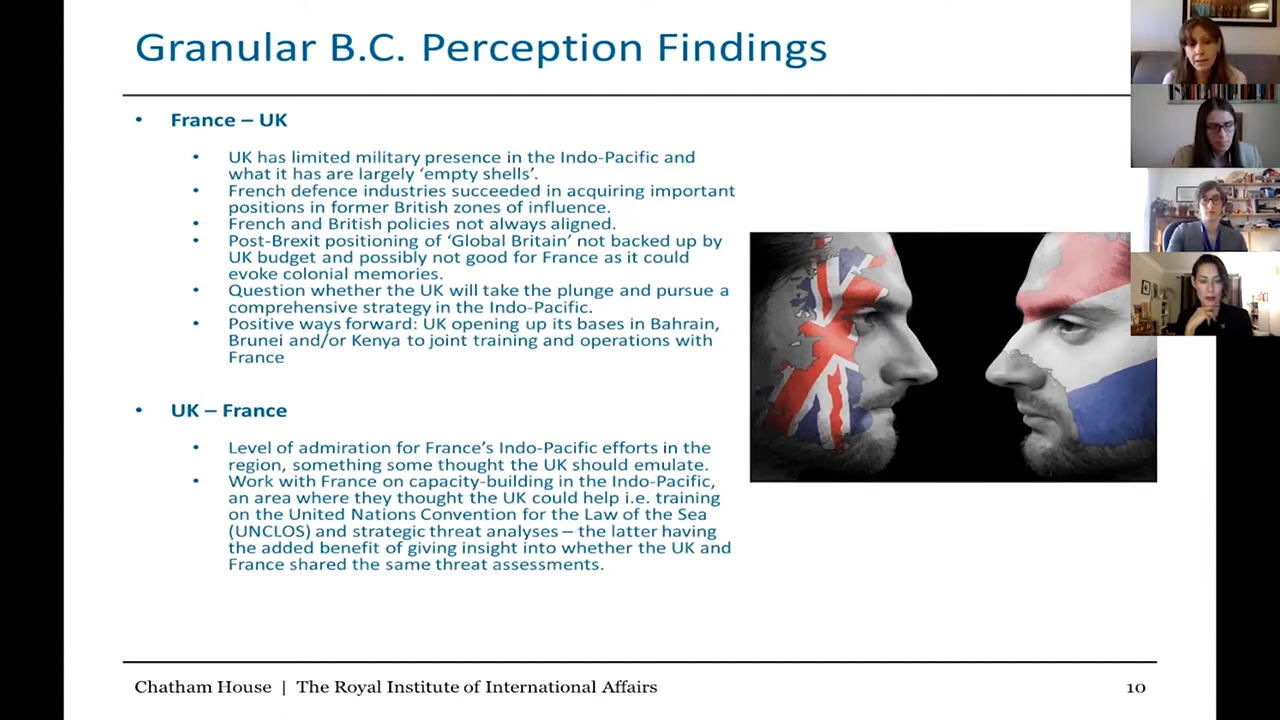 Granular B.C. Perception Findings
• France – UK
• UK has limited military presence in the Indo-Pacific and
what it has are largely ‘empty shells’.
• French defence industries succeeded in acquiring important
positions in former British zones of influence.
• French and British policies not always aligned.
• Post-Brexit positioning of ‘Global Britain’ not backed up by
UK budget and possibly not good for France as it could
evoke colonial memories.
• Question whether the UK will take the plunge and pursue a
comprehensive strategy in the Indo-Pacific.
• Positive ways forward: UK opening up its bases in Bahrain,
Brunei and/or Kenya to joint training and operations with
France
• UK – France
• Level of admiration for France’s Indo-Pacific efforts in the
region, something some thought the UK should emulate.
• Work with France on capacity-building in the Indo-Pacific,
an area where they thought the UK could help i.e. training
on the United Nations Convention for the Law of the Sea
(UNCLOS) and strategic threat analyses – the latter having
the added benefit of giving insight into whether the UK and
France shared the same threat assessments.
Chatham House | The Royal Institute of International Affairs
10